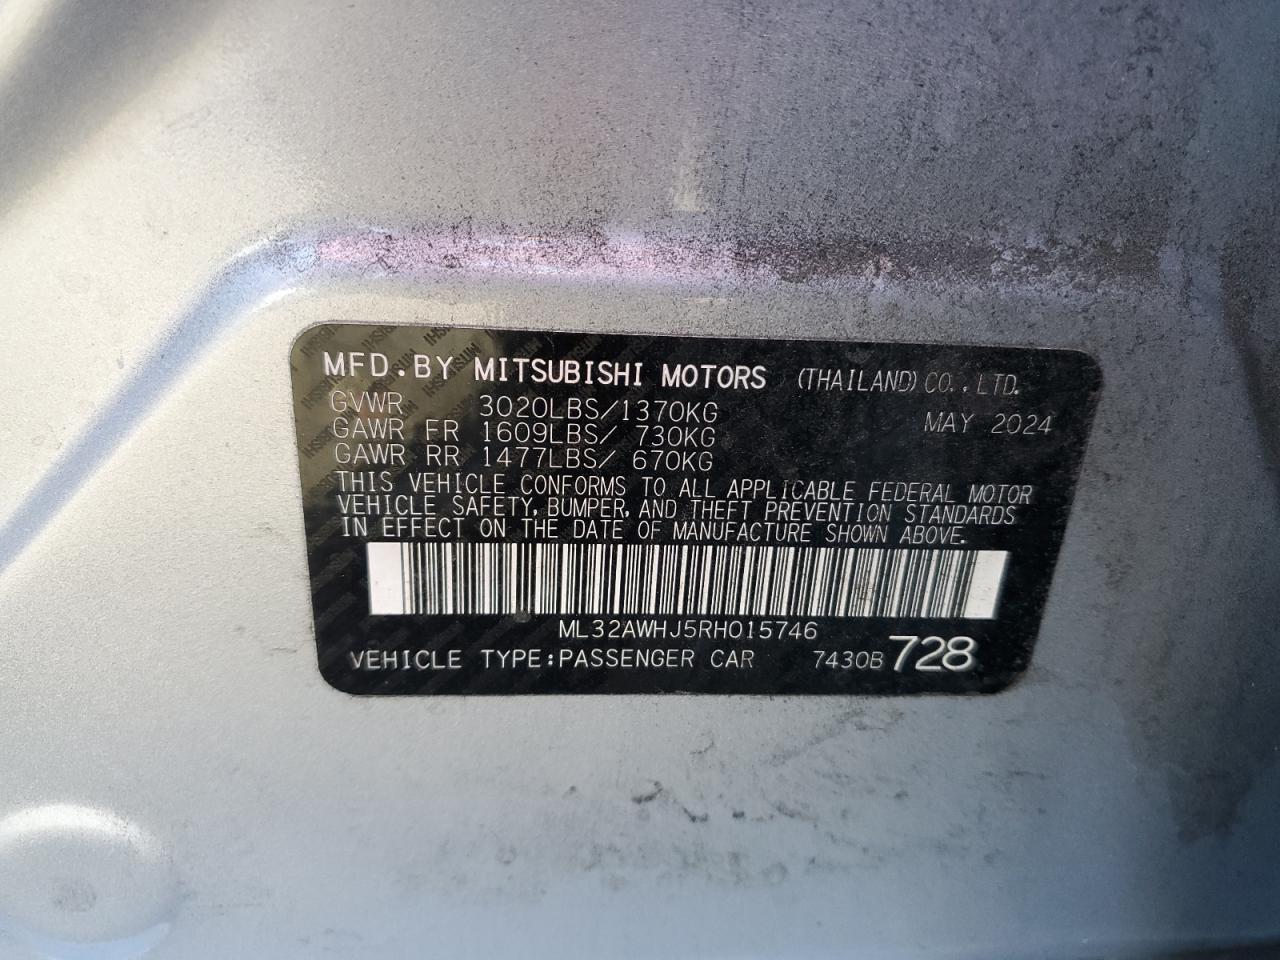 MFD.BY MITSUBISHI MOTORS (THAILAND) CO., LTD.
GVWR 3020LBS/1370KG MAY 2024
GAWR FR 1609LBS/ 730KG
GAWR RR 1477LBS/ 670KG
THIS VEHICLE CONFORMS TO ALL APPLICABLE FEDERAL MOTOR
VEHICLE SAFETY, BUMPER, AND THEFT PREVENTION STANDARDS
IN EFFECT ON THE DATE OF MANUFACTURE SHOWN ABOVE.
ML32AWHJ5RH015746
VEHICLE TYPE:PASSENGER CAR 7430B 728